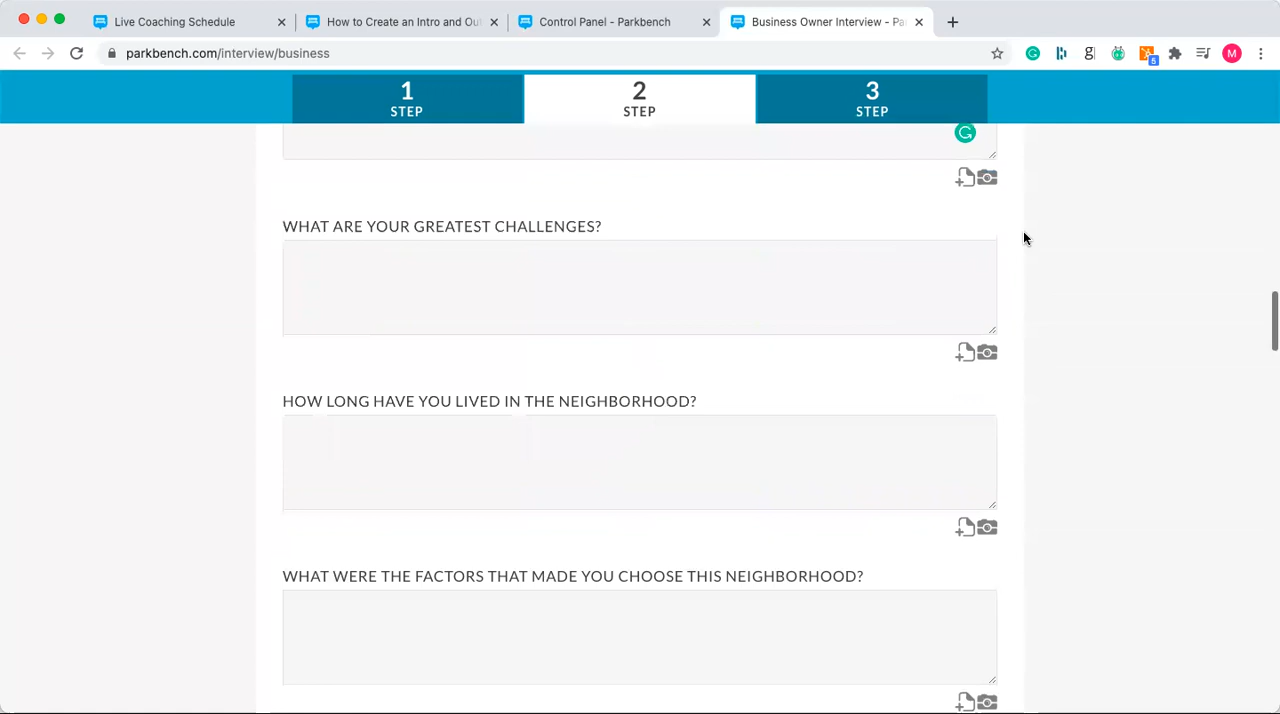 Live Coaching Schedule
How to Create an Intro and Ou
Control Panel - Parkbench
Business Owner Interview - Pa
parkbench.com/interview/business
5
M
1
STEP
2
STEP
3
STEP
WHAT ARE YOUR GREATEST CHALLENGES?
HOW LONG HAVE YOU LIVED IN THE NEIGHBORHOOD?
WHAT WERE THE FACTORS THAT MADE YOU CHOOSE THIS NEIGHBORHOOD?